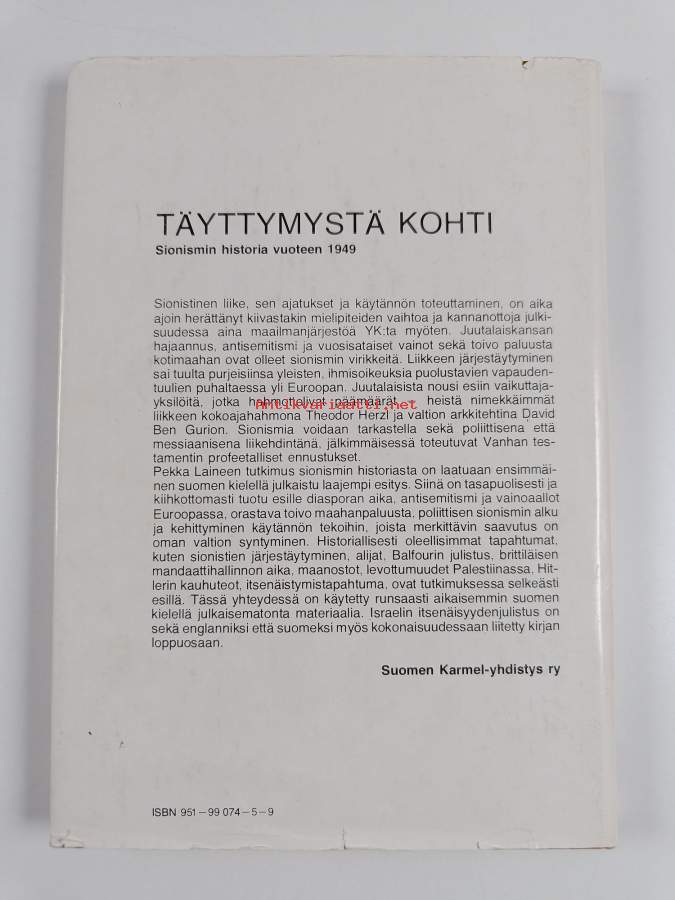 TÄYTTYMYSTÄ KOHTI
Sionismin historia vuoteen 1949
Sionistinen liike, sen ajatukset ja käytännön toteuttaminen, on aika
ajoin herättänyt kiivastakin mielipiteiden vaihtoa ja kannanottoja julki-
suudessa aina maailmanjärjestöä YK:ta myöten. Juutalaiskansan
hajaannus, antisemitismi ja vuosisataiset vainot sekä toivo paluusta
kotimaahan ovat olleet sionismin virikkeitä. Liikkeen järjestäytyminen
sai tuulta purjeisiinsa yleisten, ihmisoikeuksia puolustavien vapauden-
tuulien puhaltaessa yli Euroopan. Juutalaisista nousi esiin vaikuttaja-
yksilöitä, jotka hahmottelivat päämäärät, – heistä nimekkäimmät
Antikvariaatti.net
liikkeen kokoajahahmona Theodor Herzl ja valtion arkkitehtina David
Ben Gurion. Sionismia voidaan tarkastella sekä poliittisena että
messiaanisena liikehdintänä, jälkimmäisessä toteutuvat Vanhan tes-
tamentin profeetalliset ennustukset.
Pekka Laineen tutkimus sionismin historiasta on laatuaan ensimmäi-
nen suomen kielellä julkaistu laajempi esitys. Siinä on tasapuolisesti ja
kiihkottomasti tuotu esille diasporan aika, antisemitismi ja vainoaallot
Euroopassa, orastava toivo maahanpaluusta, poliittisen sionismin alku
ja kehittyminen käytännön tekoihin, joista merkittävin saavutus on
oman valtion syntyminen. Historiallisesti oleellisimmat tapahtumat,
kuten sionistien järjestäytyminen, alijat, Balfourin julistus, brittiläisen
mandaattihallinnon aika, maanostot, levottomuudet Palestiinassa, Hit-
lerin kauhuteot, itsenäistymistapahtuma, ovat tutkimuksessa selkeästi
esillä. Tässä yhteydessä on käytetty runsaasti aikaisemmin suomen
kielellä julkaisematonta materiaalia. Israelin itsenäisyydenjulistus on
sekä englanniksi että suomeksi myös kokonaisuudessaan liitetty kirjan
loppuosaan.
Suomen Karmel-yhdistys ry
ISBN 951–99 074–5–9